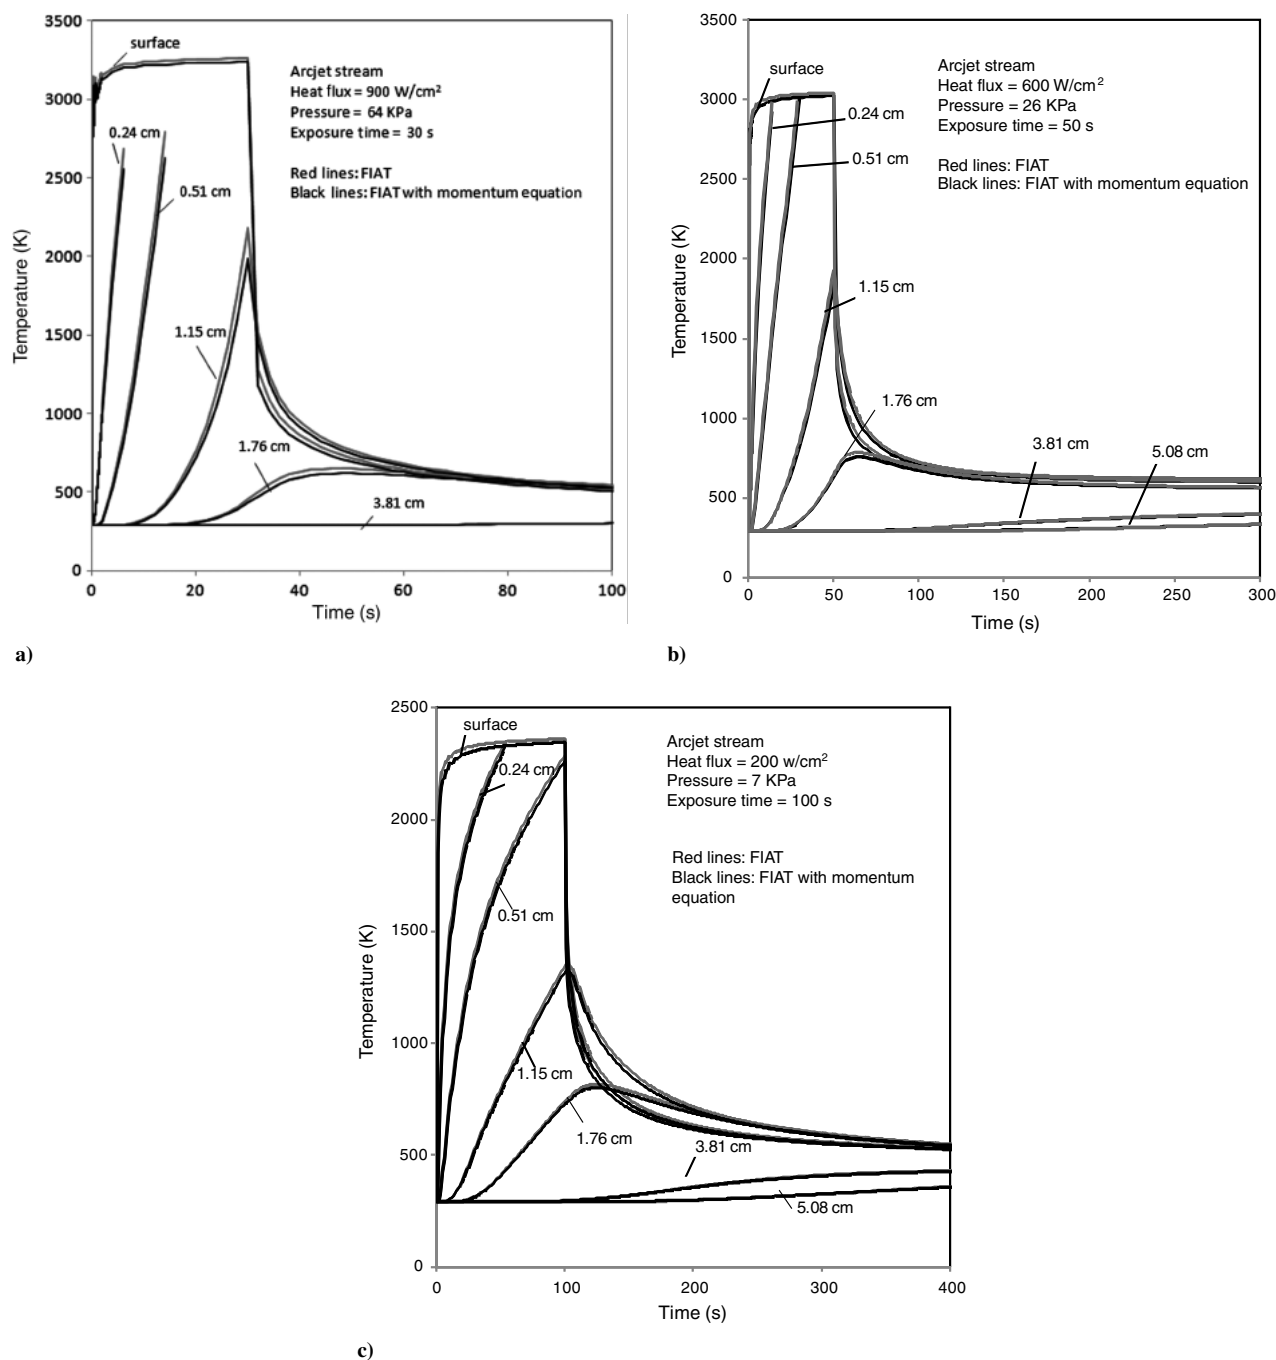 3500
3000
2500
2000
1500
1000
500
0
Temperature (K)
surface
Arcjet stream
Heat flux = 900 W/cm²
Pressure = 64 KPa
Exposure time = 30 s
Red lines: FIAT
Black lines: FIAT with momentum equation
0.24 cm
0.51 cm
1.15 cm
1.76 cm
3.81 cm
0 20 40 60 80 100
Time (s)
a)
3500
3000
2500
2000
1500
1000
500
0
Temperature (K)
surface
Arcjet stream
Heat flux = 600 W/cm²
Pressure = 26 KPa
Exposure time = 50 s
Red lines: FIAT
Black lines: FIAT with momentum equation
0.24 cm
0.51 cm
1.15 cm
1.76 cm
3.81 cm
5.08 cm
0 50 100 150 200 250 300
Time (s)
b)
2500
2000
1500
1000
500
0
Temperature (K)
surface
Arcjet stream
Heat flux = 200 w/cm²
Pressure = 7 KPa
Exposure time = 100 s
Red lines: FIAT
Black lines: FIAT with momentum
equation
0.24 cm
0.51 cm
1.15 cm
1.76 cm
3.81 cm
5.08 cm
0 100 200 300 400
Time (s)
c)